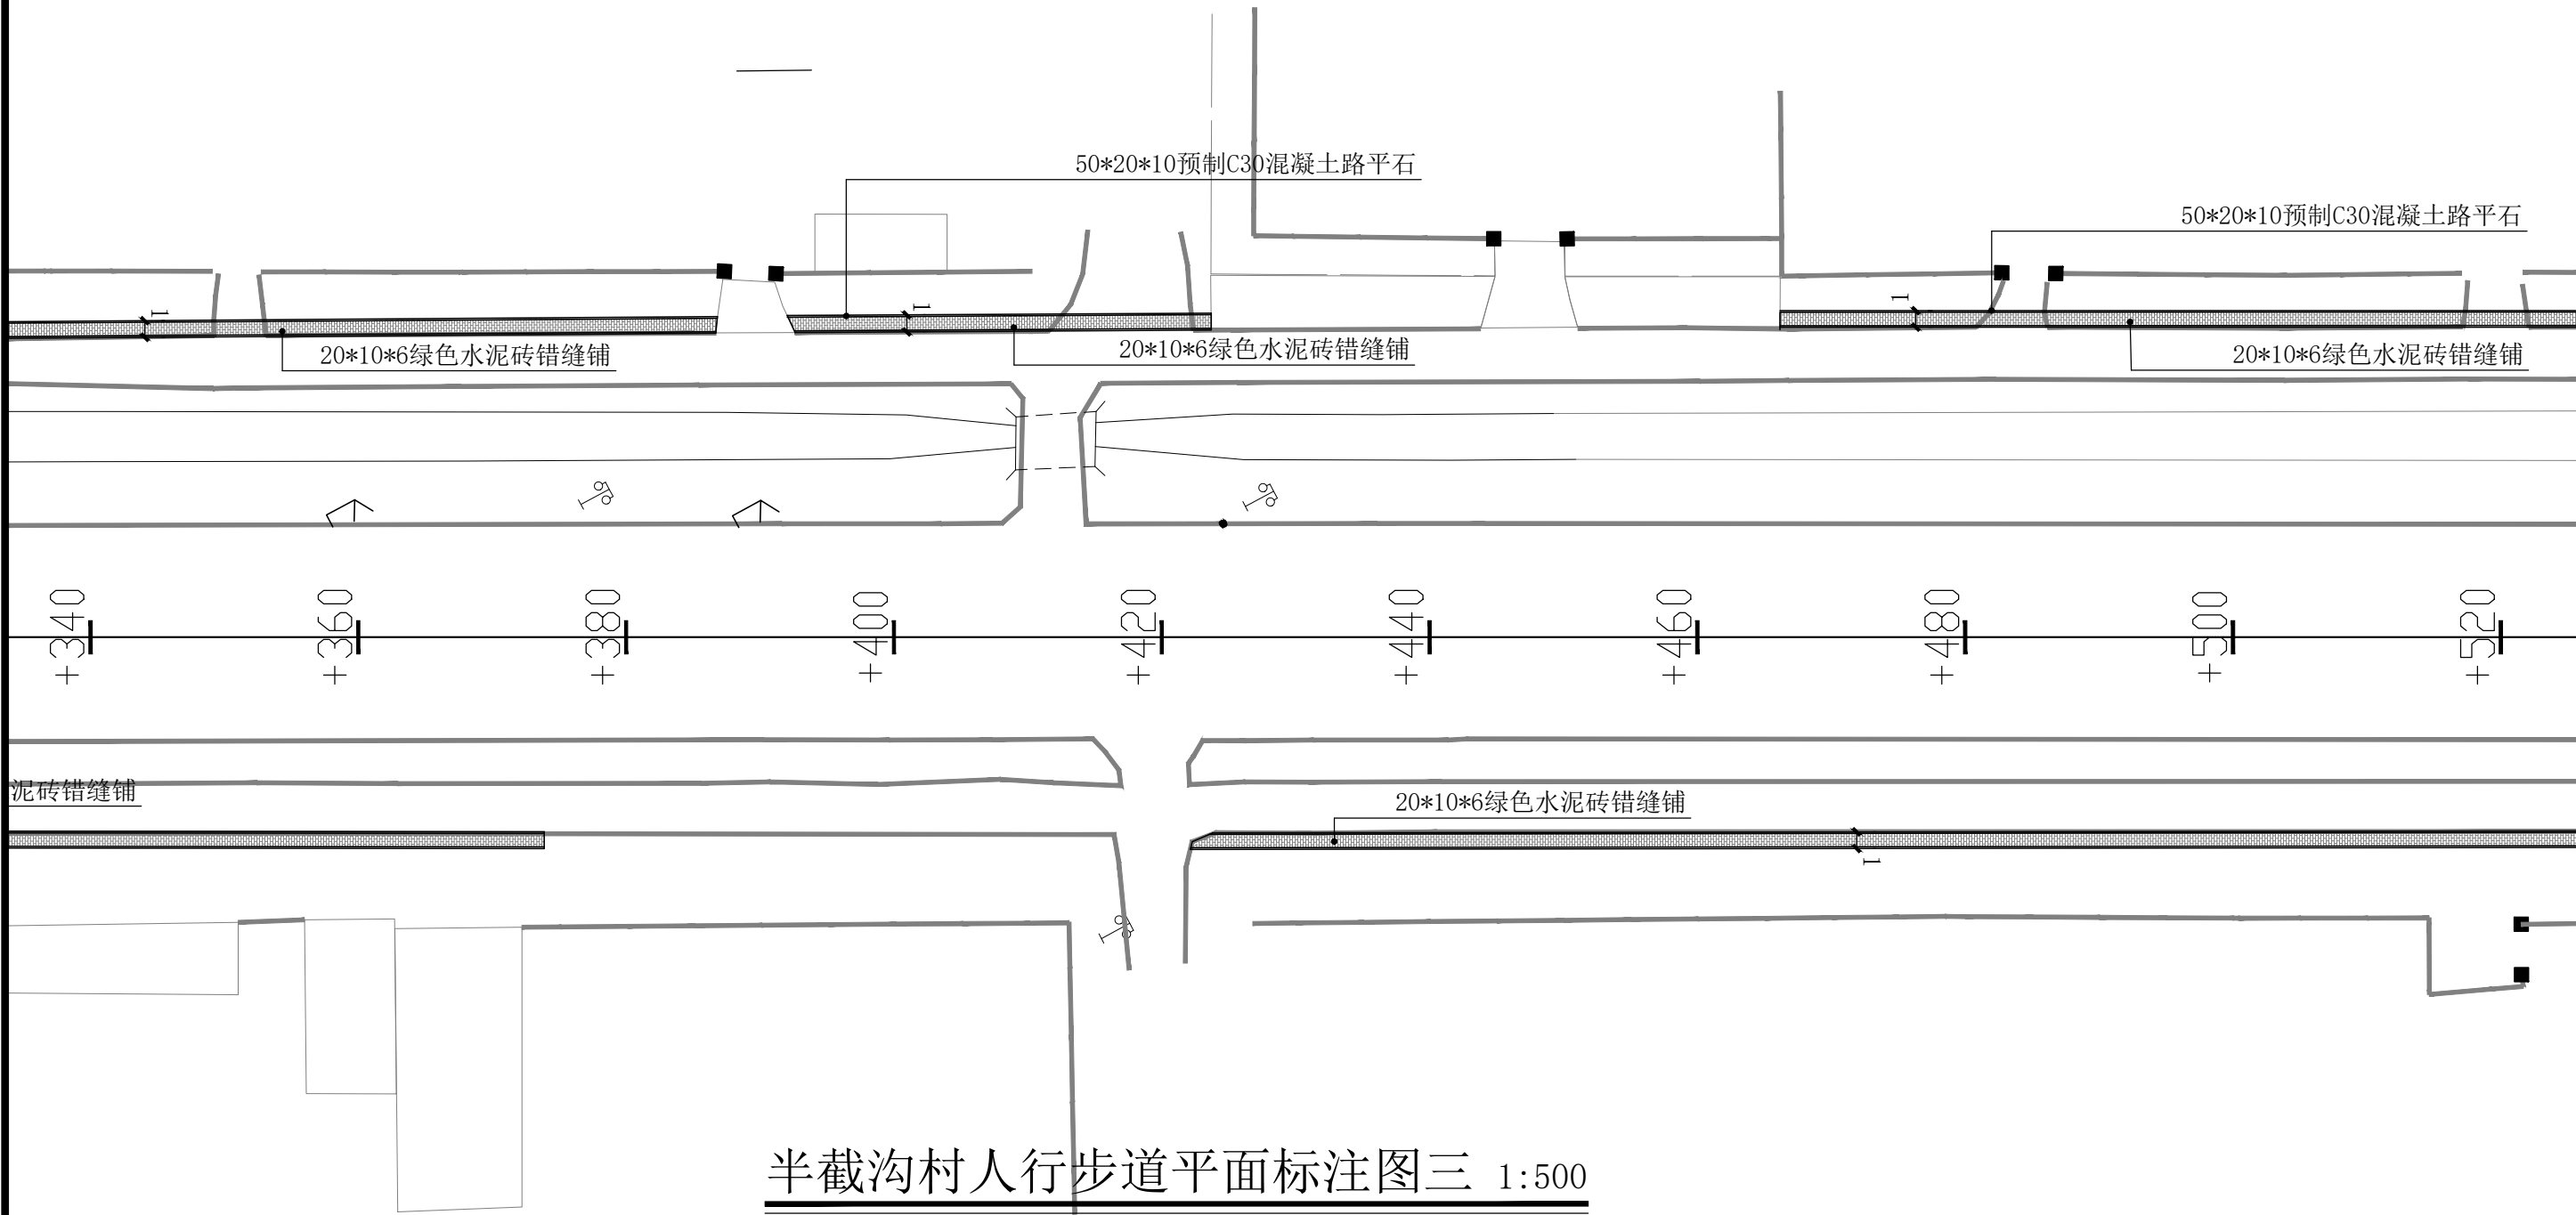 50*20*10预制C30混凝土路平石
50*20*10预制C30混凝土路平石
1
1
1
20*10*6绿色水泥砖错缝铺
20*10*6绿色水泥砖错缝铺
20*10*6绿色水泥砖错缝铺
+340
+360
+380
+400
+420
+440
+460
+480
+500
+520
泥砖错缝铺
20*10*6绿色水泥砖错缝铺
1
半截沟村人行步道平面标注图三 1:500